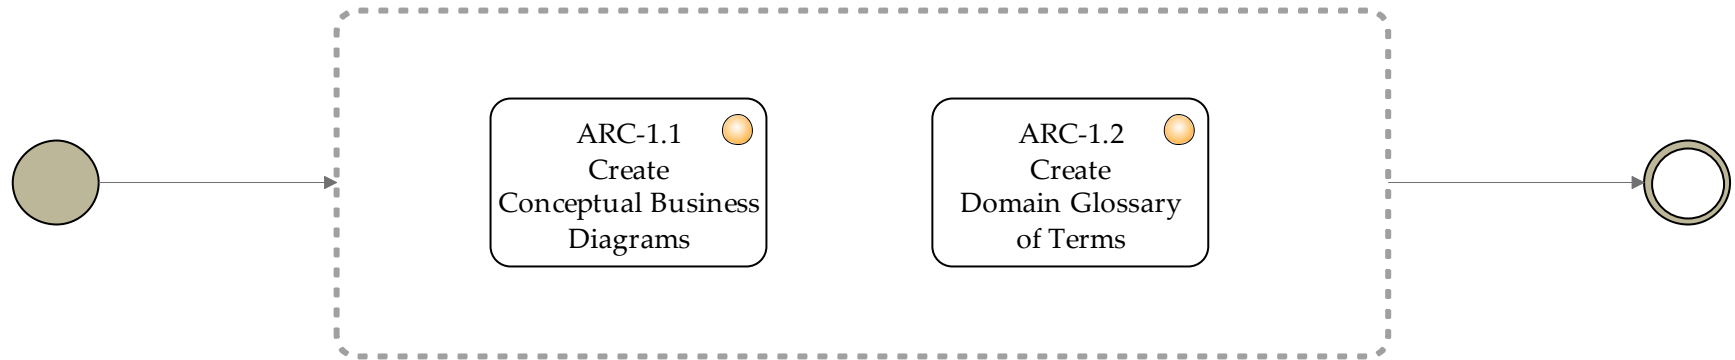 ARC-1.1
Create
Conceptual Business
Diagrams
ARC-1.2
Create
Domain Glossary
of Terms